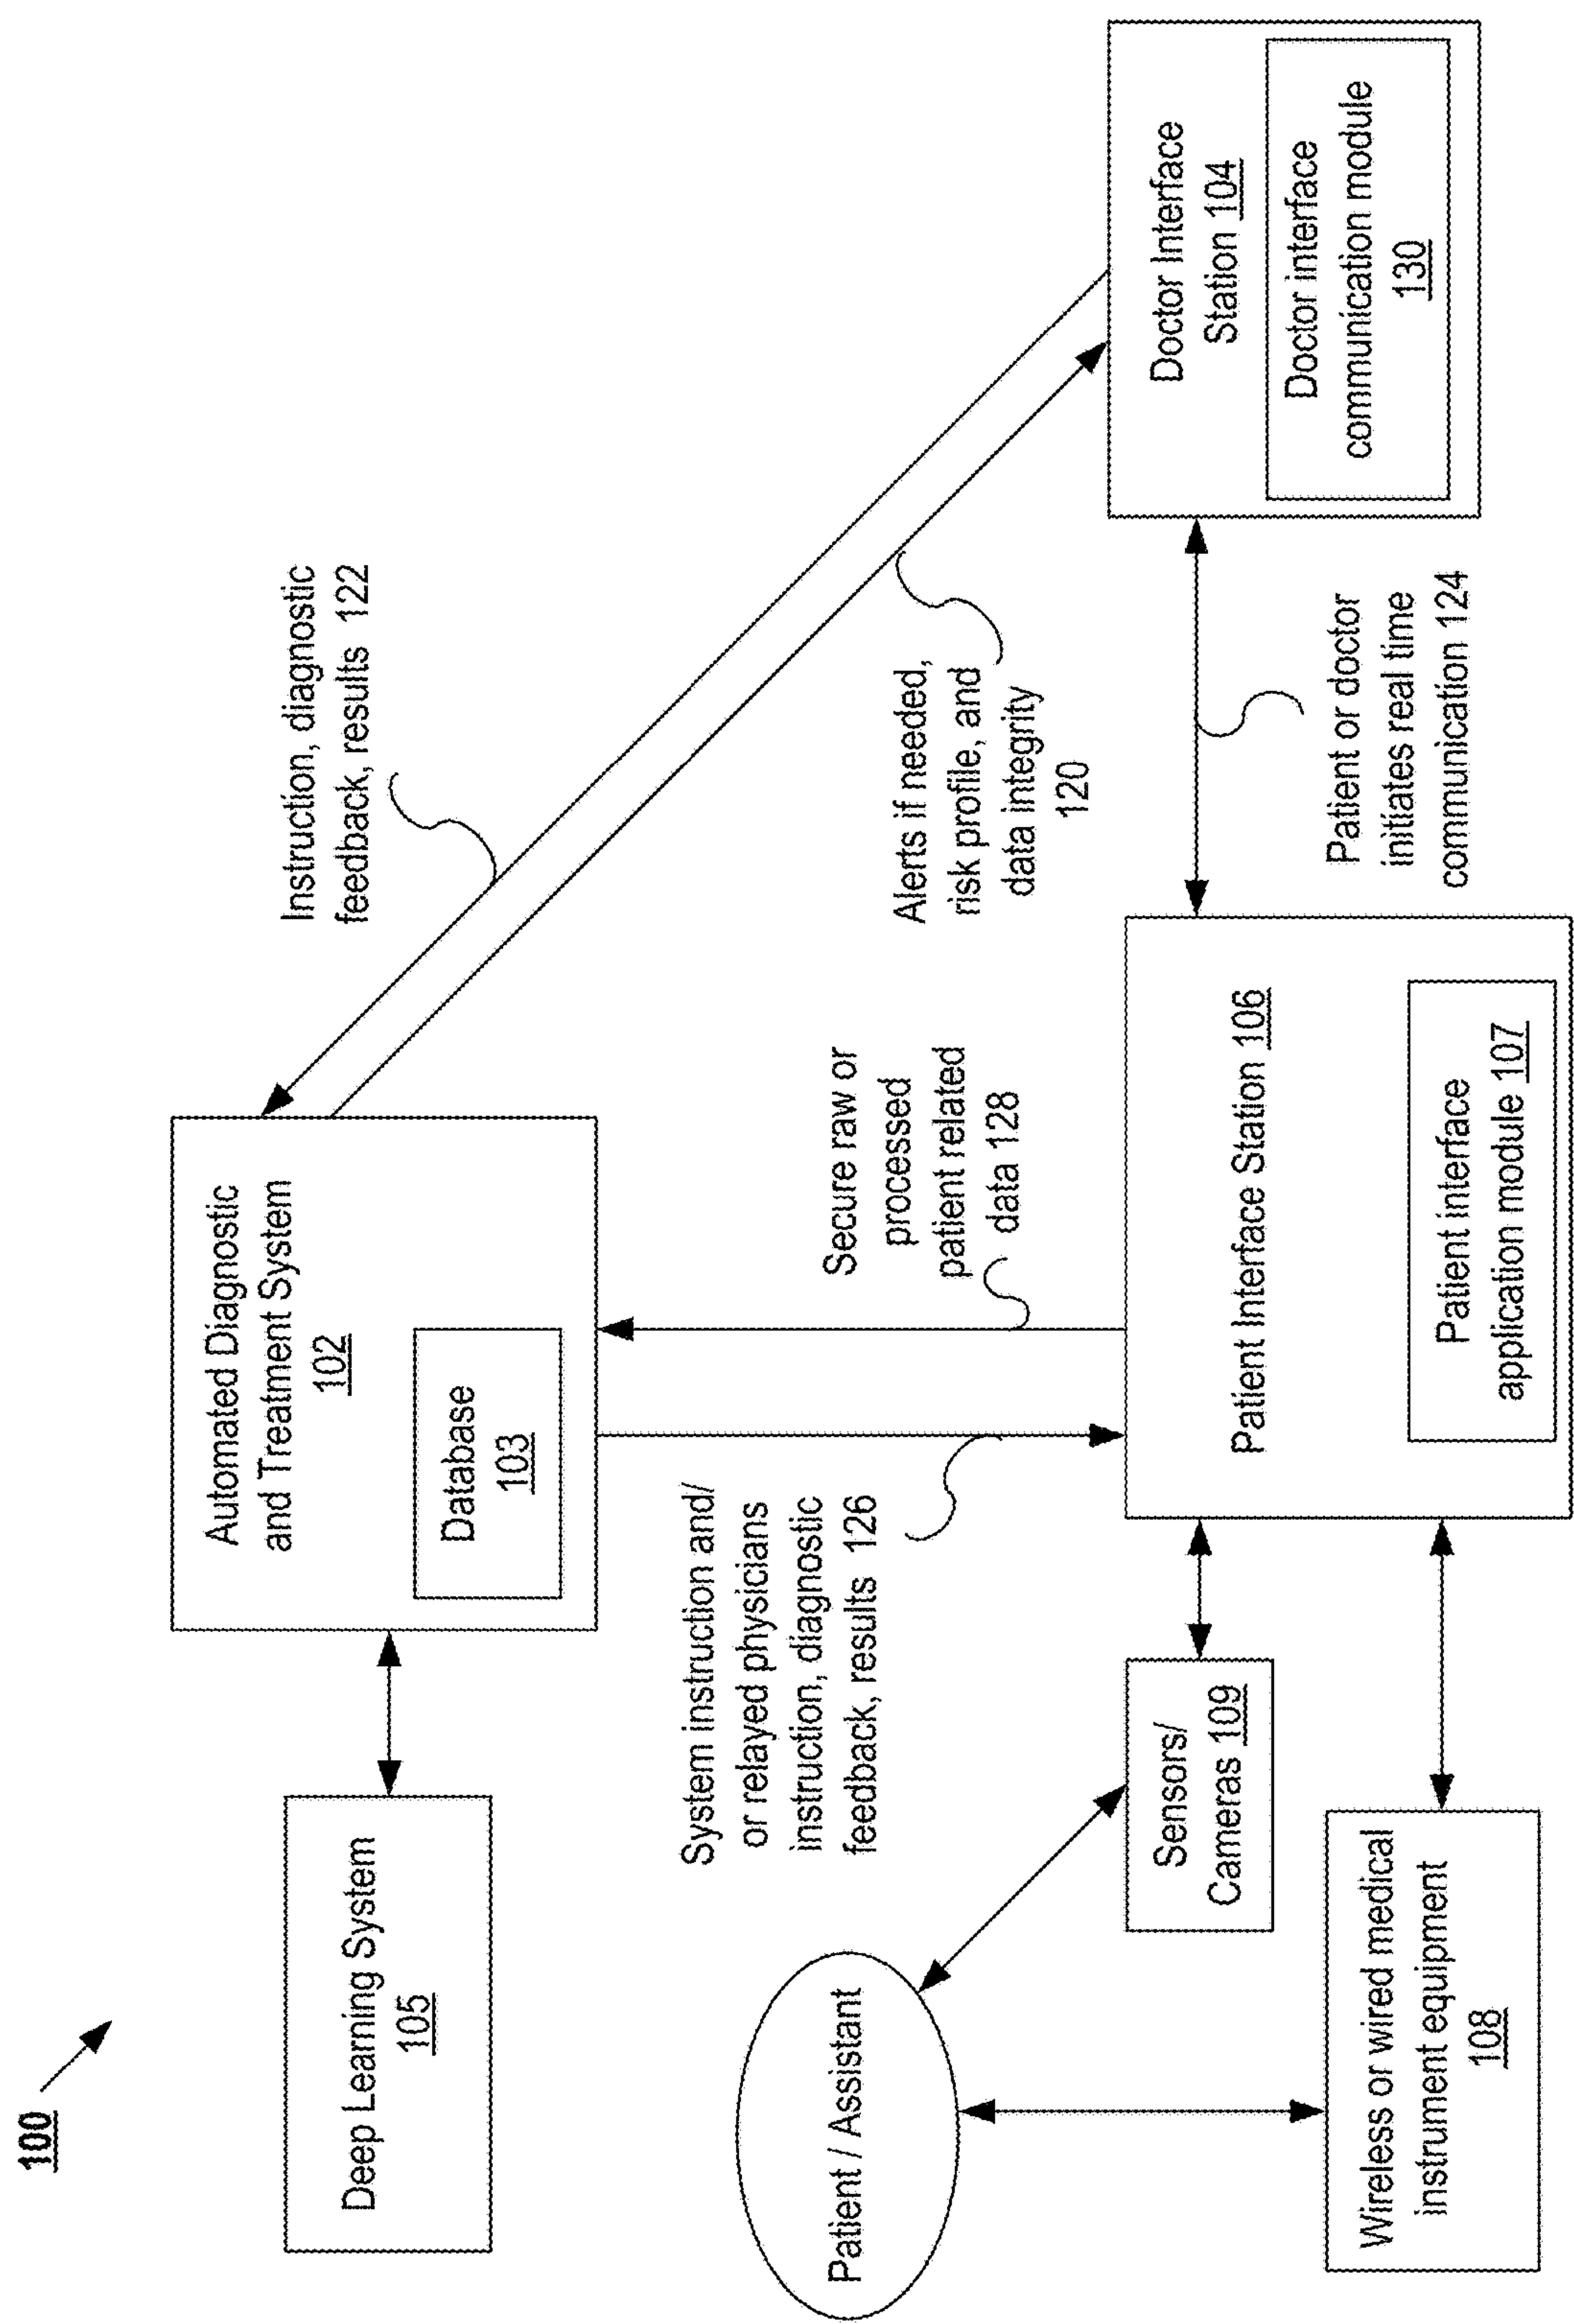 100
Deep Learning System
105
Automated Diagnostic
and Treatment System
102
Database
103
Instruction, diagnostic
feedback, results 122
Alerts if needed,
risk profile, and
data integrity
120
System instruction and/
or relayed physicians
instruction, diagnostic
feedback, results 126
Secure raw or
processed
patient related
data 128
Patient / Assistant
Sensors/
Cameras 109
Wireless or wired medical
instrument equipment
108
Patient Interface Station 106
Patient interface
application module 107
Patient or doctor
initiates real time
communication 124
Doctor Interface
Station 104
Doctor interface
communication module
130